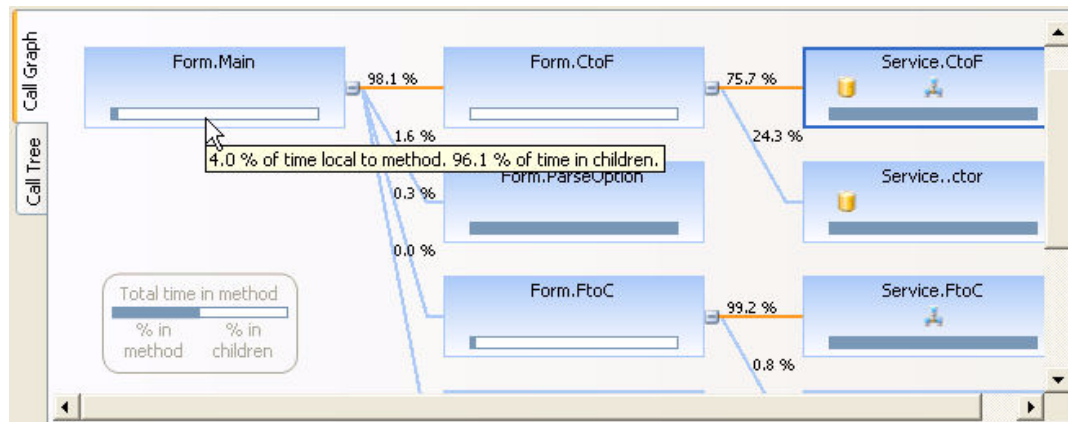 Call Graph
Call Tree
Form.Main
98.1 %
Form.CtoF
75.7 %
Service.CtoF
1.6 %
24.3 %
4.0 % of time local to method. 96.1 % of time in children.
Form.ParseOption
Service..ctor
0.3 %
0.0 %
Total time in method
% in method
% in children
Form.FtoC
99.2 %
Service.FtoC
0.8 %